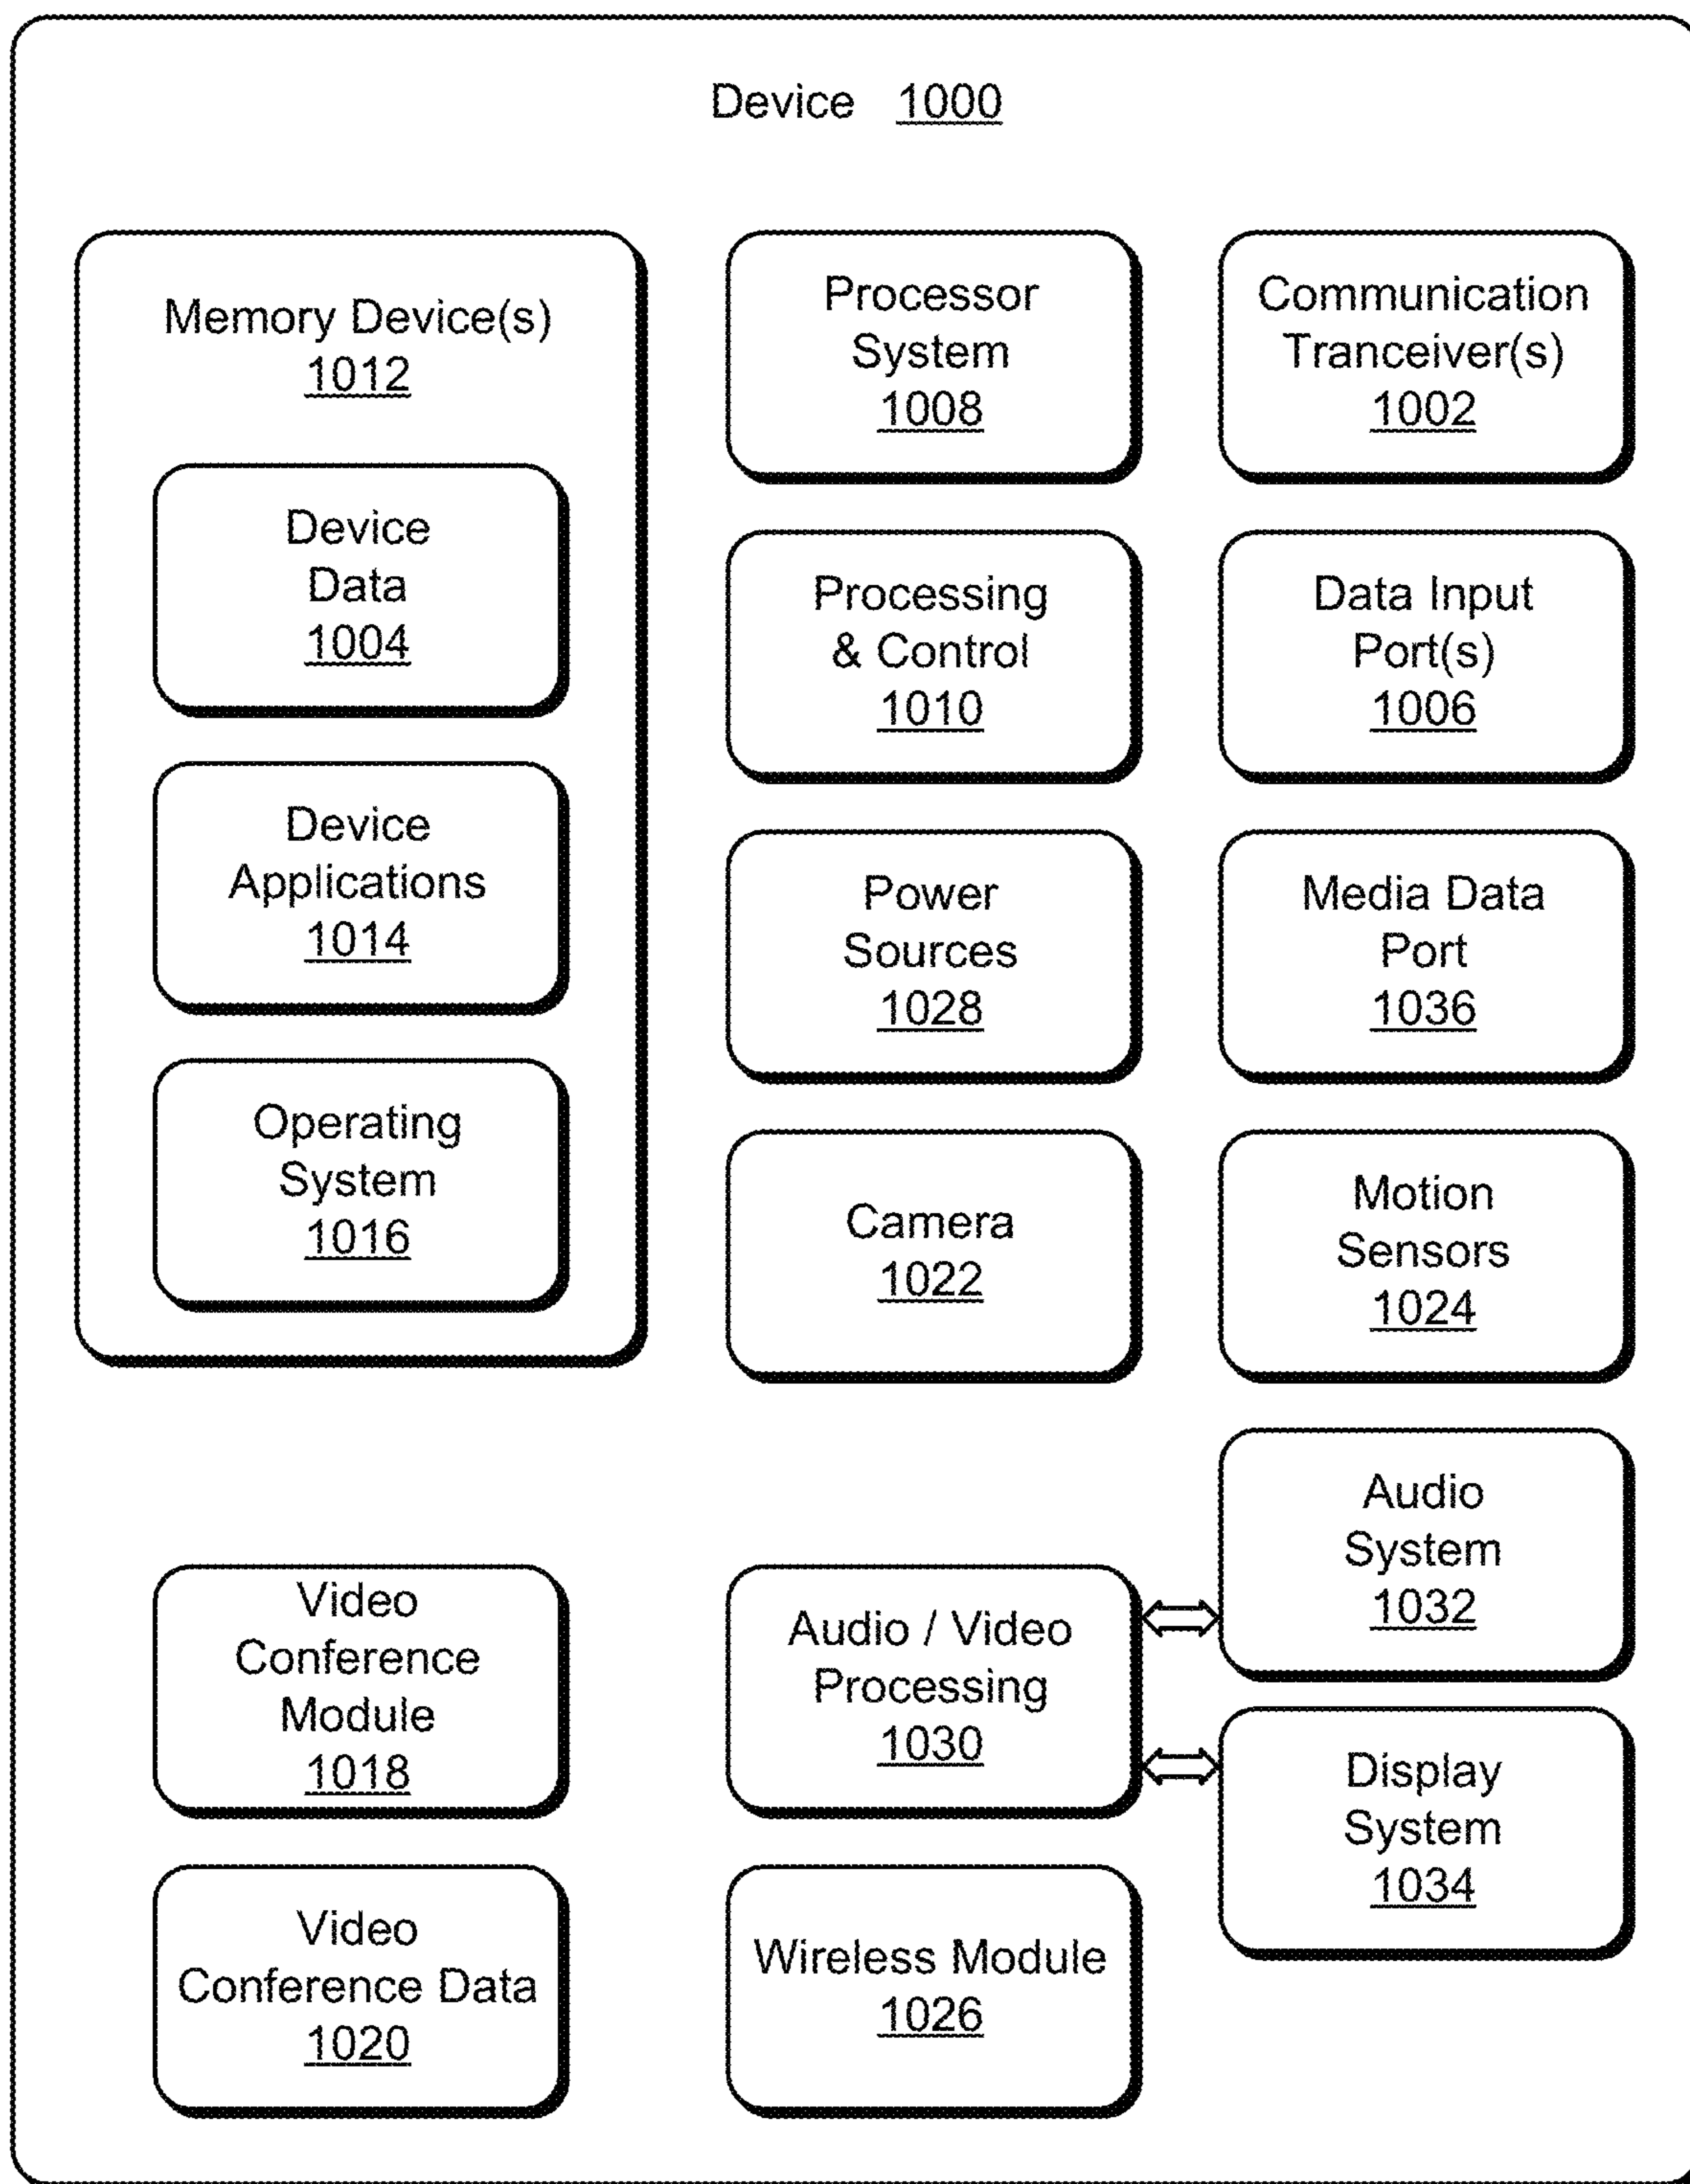 Device 1000
Memory Device(s)
1012
Device
Data
1004
Device
Applications
1014
Operating
System
1016
Processor
System
1008
Communication
Tranceiver(s)
1002
Processing
& Control
1010
Data Input
Port(s)
1006
Power
Sources
1028
Media Data
Port
1036
Camera
1022
Motion
Sensors
1024
Video
Conference
Module
1018
Audio / Video
Processing
1030
Audio
System
1032
Display
System
1034
Video
Conference Data
1020
Wireless Module
1026